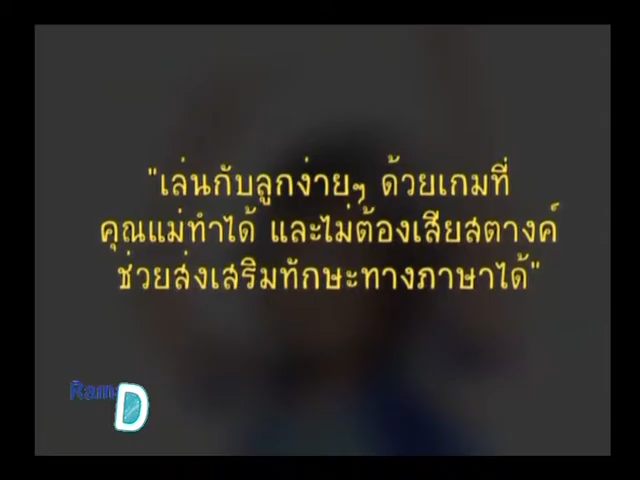 "เล่นกับลูกง่ายๆ ด้วยเกมที่
คุณแม่ทำได้ และไม่ต้องเสียสตางค์
ช่วยส่งเสริมทักษะทางภาษาได้"
Ram
D